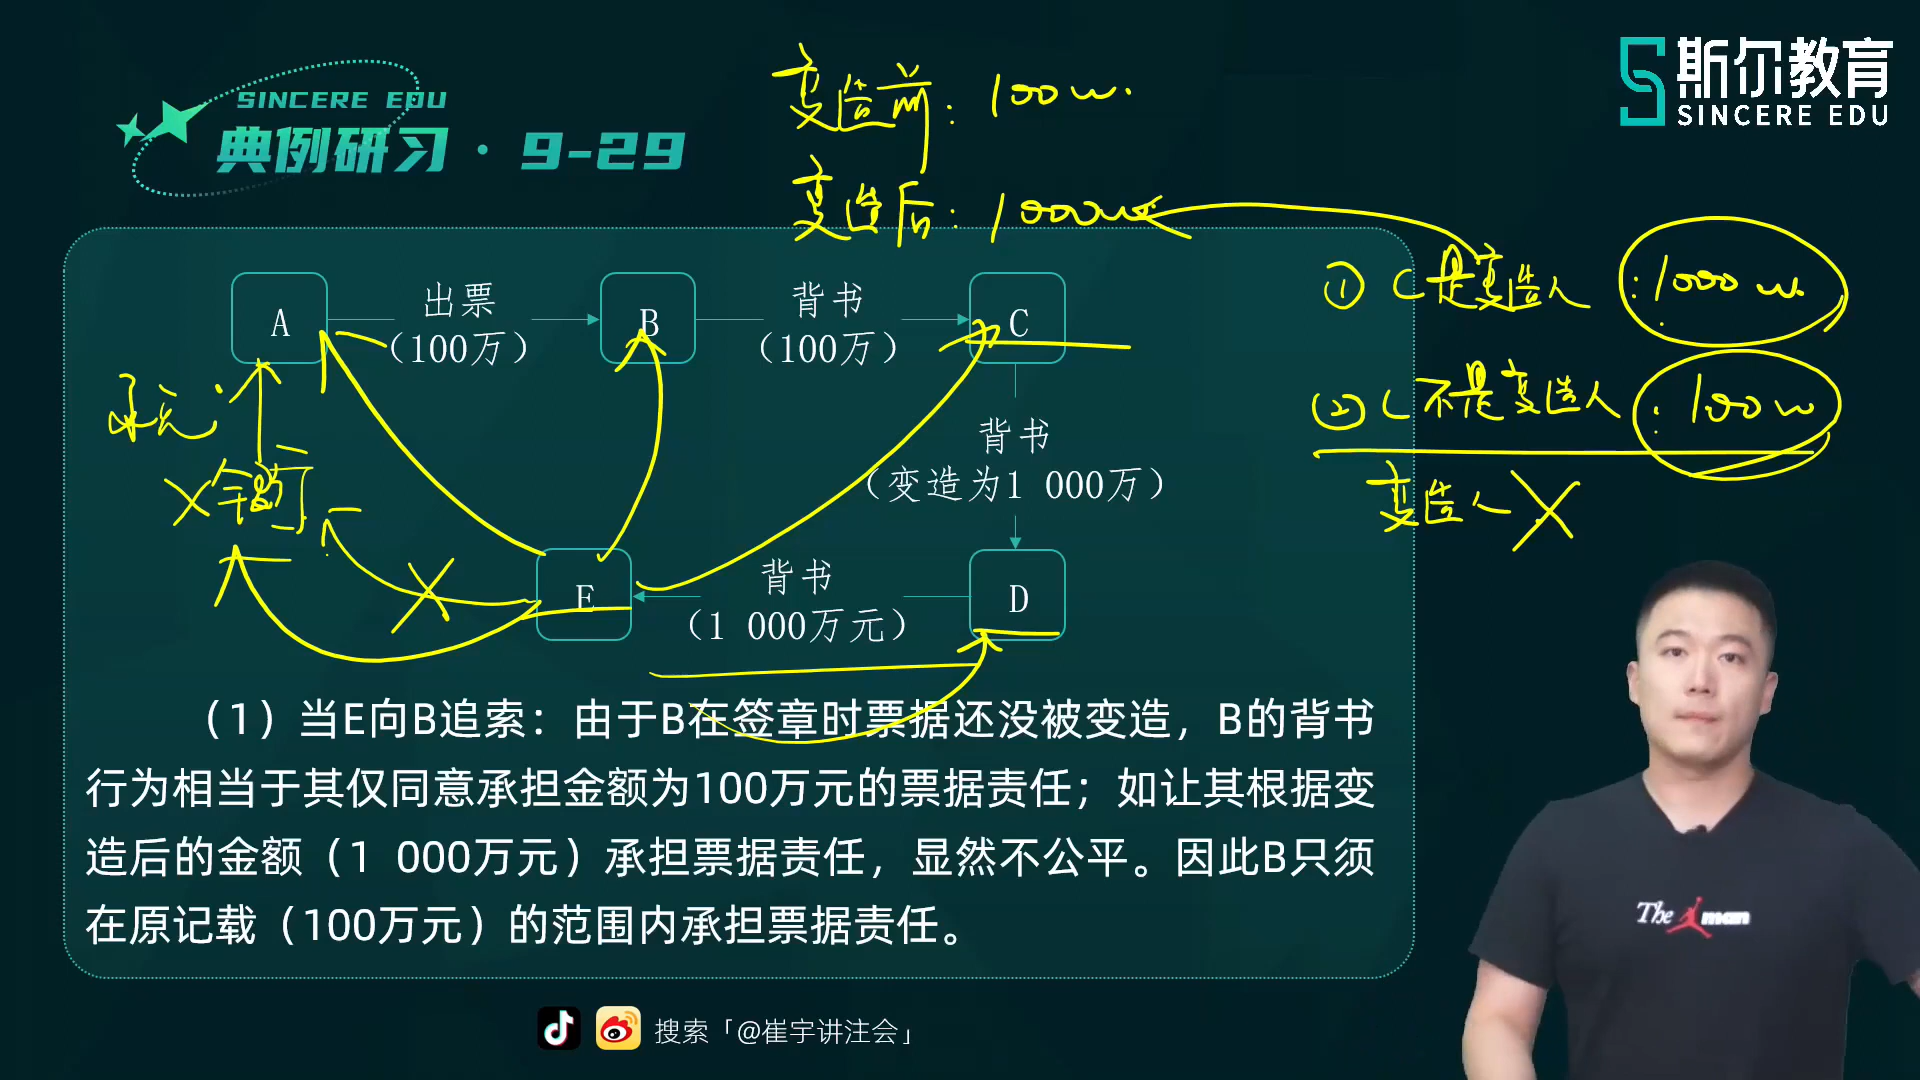 SINCERE EDU
典例研习·9-29
斯尔教育
SINCERE EDU
变造前：100w.
变造后：1000w
① C是变造人：1000w.
② C不是变造人：100w
变造人 X
A
出票
（100万）
B
背书
（100万）
C
背书
（变造为1 000万）
D
背书
（1 000万元）
E
承兑
X 年
（1）当E向B追索：由于B在签章时票据还没被变造，B的背书
行为相当于其仅同意承担金额为100万元的票据责任；如让其根据变
造后的金额（1 000万元）承担票据责任，显然不公平。因此B只须
在原记载（100万元）的范围内承担票据责任。
The man
搜索「@崔宇讲注会」